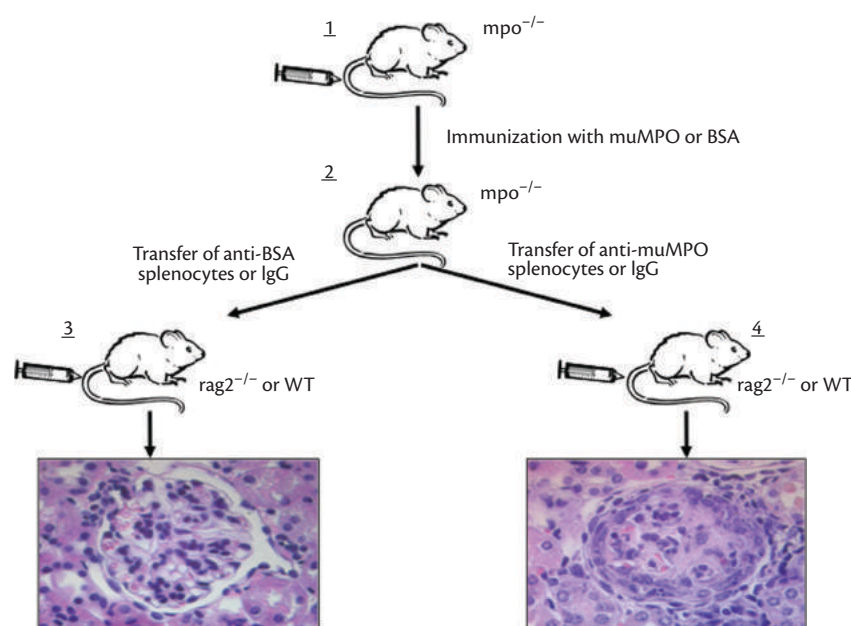 1
mpo−/−
Immunization with muMPO or BSA
2
mpo−/−
Transfer of anti-BSA
splenocytes or IgG
Transfer of anti-muMPO
splenocytes or IgG
3
rag2−/− or WT
4
rag2−/− or WT